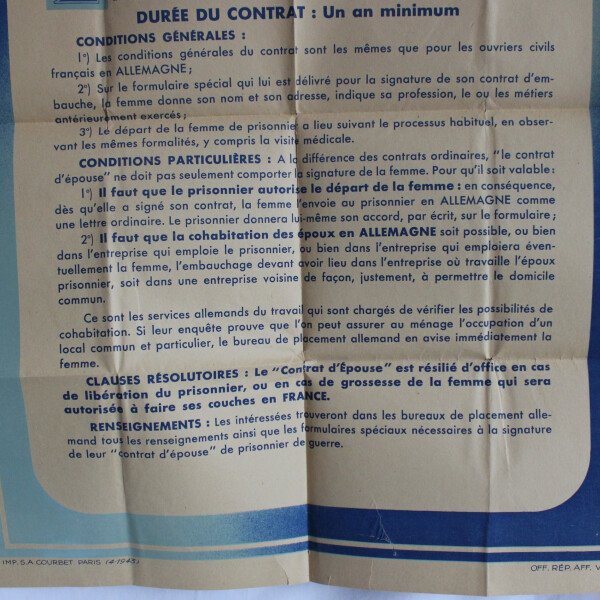 DURÉE DU CONTRAT : Un an minimum
CONDITIONS GÉNÉRALES :
1°) Les conditions générales du contrat sont les mêmes que pour les ouvriers civils
français en ALLEMAGNE ;
2°) Sur le formulaire spécial qui lui est délivré pour la signature de son contrat d'em-
bauche, la femme donne son nom et son adresse, indique sa profession, le ou les métiers
antérieurement exercés ;
3°) Le départ de la femme de prisonnier a lieu suivant le processus habituel, en obser-
vant les mêmes formalités, y compris la visite médicale.
CONDITIONS PARTICULIÈRES : A la différence des contrats ordinaires, "le contrat
d'épouse" ne doit pas seulement comporter la signature de la femme. Pour qu'il soit valable :
1°) Il faut que le prisonnier autorise le départ de la femme : en conséquence,
dès qu'elle a signé son contrat, la femme l'envoie au prisonnier en ALLEMAGNE comme
une lettre ordinaire. Le prisonnier donnera lui-même son accord, par écrit, sur le formulaire ;
2°) Il faut que la cohabitation des époux en ALLEMAGNE soit possible, ou bien
dans l'entreprise qui emploie le prisonnier, ou bien dans l'entreprise qui emploiera éven-
tuellement la femme, l'embauchage devant avoir lieu dans l'entreprise où travaille l'époux
prisonnier, soit dans une entreprise voisine de façon, justement, à permettre le domicile
commun.
Ce sont les services allemands du travail qui sont chargés de vérifier les possibilités de
cohabitation. Si leur enquête prouve que l'on peut assurer au ménage l'occupation d'un
local commun et particulier, le bureau de placement allemand en avise immédiatement la
femme.
CLAUSES RÉSOLUTOIRES : Le "Contrat d'Épouse" est résilié d'office en cas
de libération du prisonnier, ou en cas de grossesse de la femme qui sera
autorisée à faire ses couches en FRANCE.
RENSEIGNEMENTS : Les intéressées trouveront dans les bureaux de placement alle-
mand tous les renseignements ainsi que les formulaires spéciaux nécessaires à la signature
de leur "contrat d'épouse" de prisonnier de guerre.
IMP. S.A. COURBET PARIS (4-1943)
OFF. RÉP. AFF. V